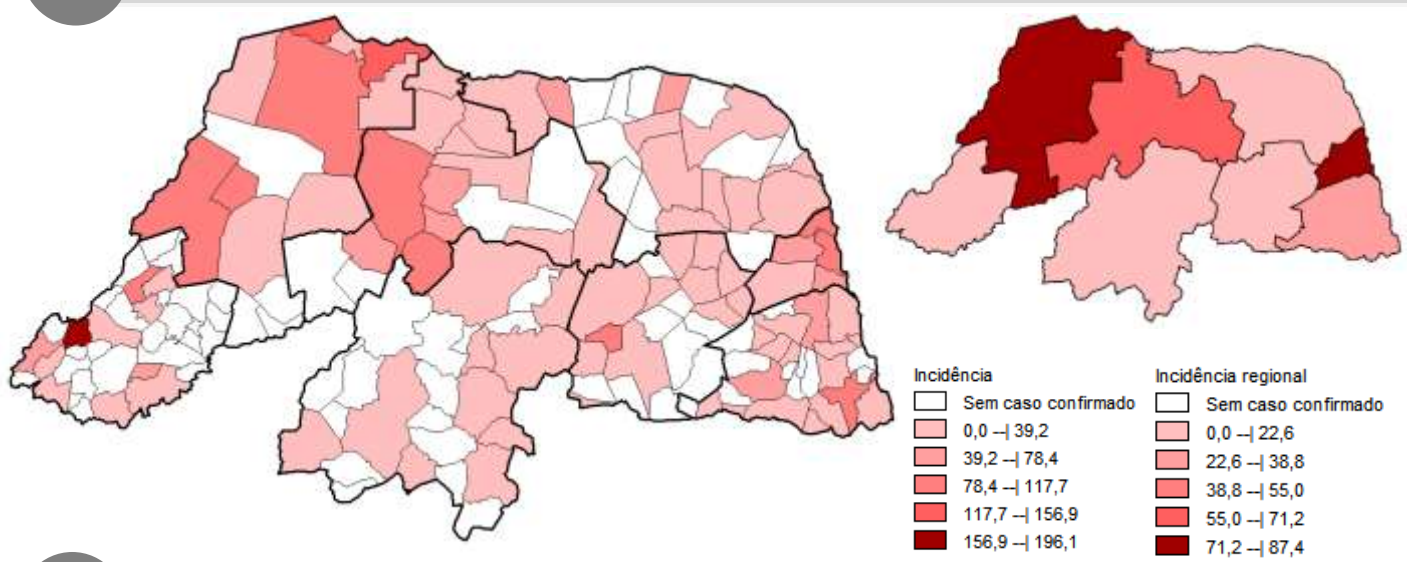 Incidência
Sem caso confirmado
0,0 --| 39,2
39,2 --| 78,4
78,4 --| 117,7
117,7 --| 156,9
156,9 --| 196,1
Incidência regional
Sem caso confirmado
0,0 --| 22,6
22,6 --| 38,8
38,8 --| 55,0
55,0 --| 71,2
71,2 --| 87,4